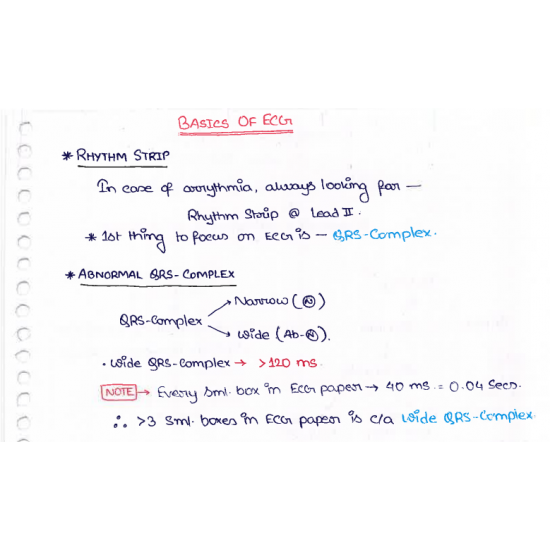 BASICS OF ECG
* RHYTHM STRIP
In case of arrythmia, always looking for —
Rhythm Strip @ Lead II.
* 1st thing to focus on ECG is – QRS-Complex.
* ABNORMAL QRS-COMPLEX
QRS-Complex → Narrow (N)
→ Wide (Ab-N).
· Wide QRS-Complex → >120 ms.
NOTE → Every sml. box in ECG paper → 40 ms. = 0.04 Secs.
∴ >3 sml. boxes in ECG paper is c/a Wide QRS-Complex.